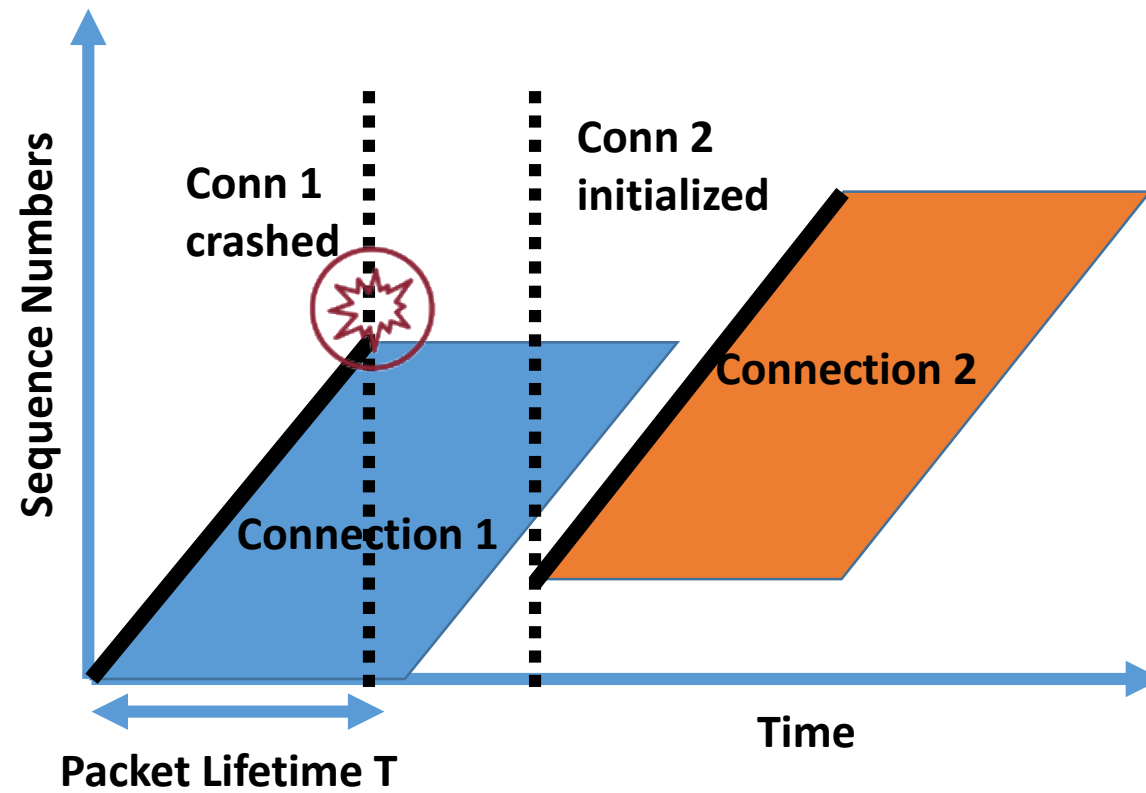 Sequence Numbers
Conn 1
crashed
Conn 2
initialized
Connection 1
Connection 2
Time
Packet Lifetime T